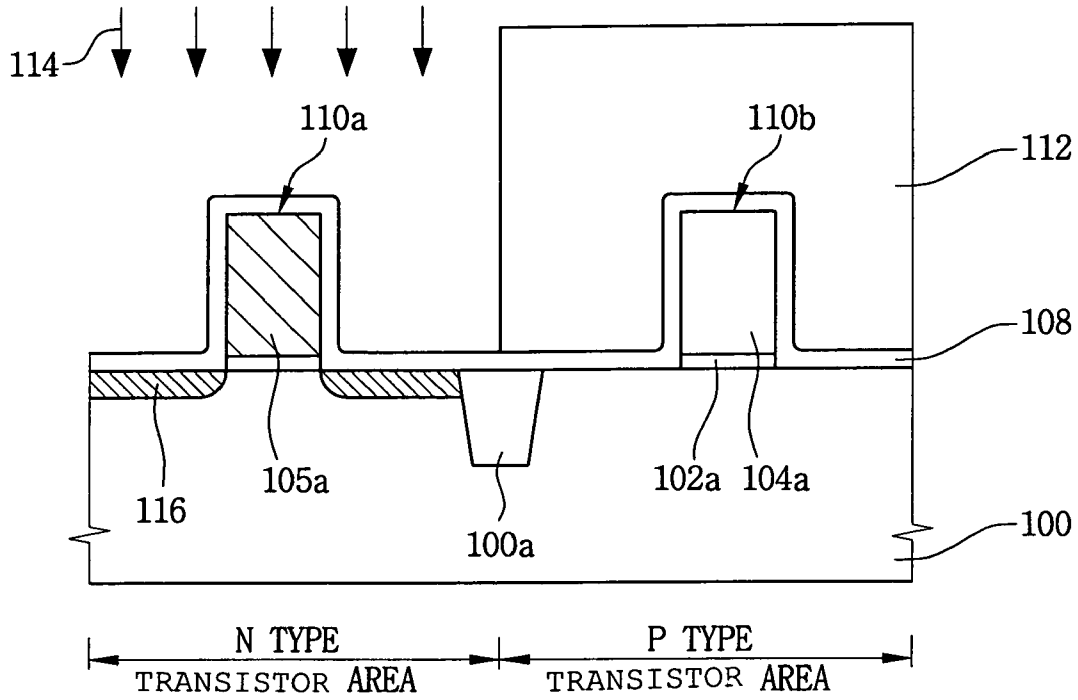 114
110a
110b
112
108
105a
102a
104a
116
100a
100
N TYPE
TRANSISTOR AREA
P TYPE
TRANSISTOR AREA